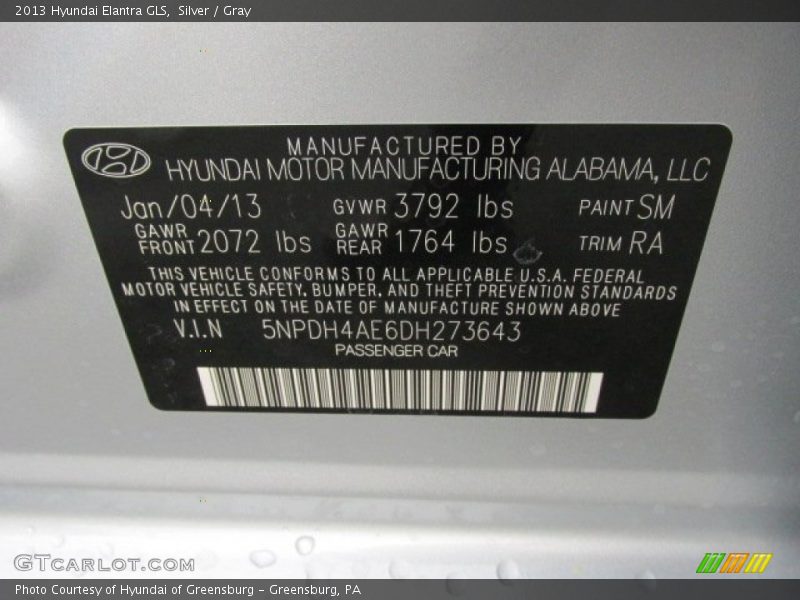 2013 Hyundai Elantra GLS, Silver / Gray
MANUFACTURED BY
HYUNDAI MOTOR MANUFACTURING ALABAMA, LLC
Jan/04/13 GVWR 3792 lbs PAINT SM
GAWR FRONT 2072 lbs GAWR REAR 1764 lbs TRIM RA
THIS VEHICLE CONFORMS TO ALL APPLICABLE U.S.A. FEDERAL
MOTOR VEHICLE SAFETY, BUMPER, AND THEFT PREVENTION STANDARDS
IN EFFECT ON THE DATE OF MANUFACTURE SHOWN ABOVE
V.I.N 5NPDH4AE6DH273643
PASSENGER CAR
GTCARLOT.COM
Photo Courtesy of Hyundai of Greensburg - Greensburg, PA